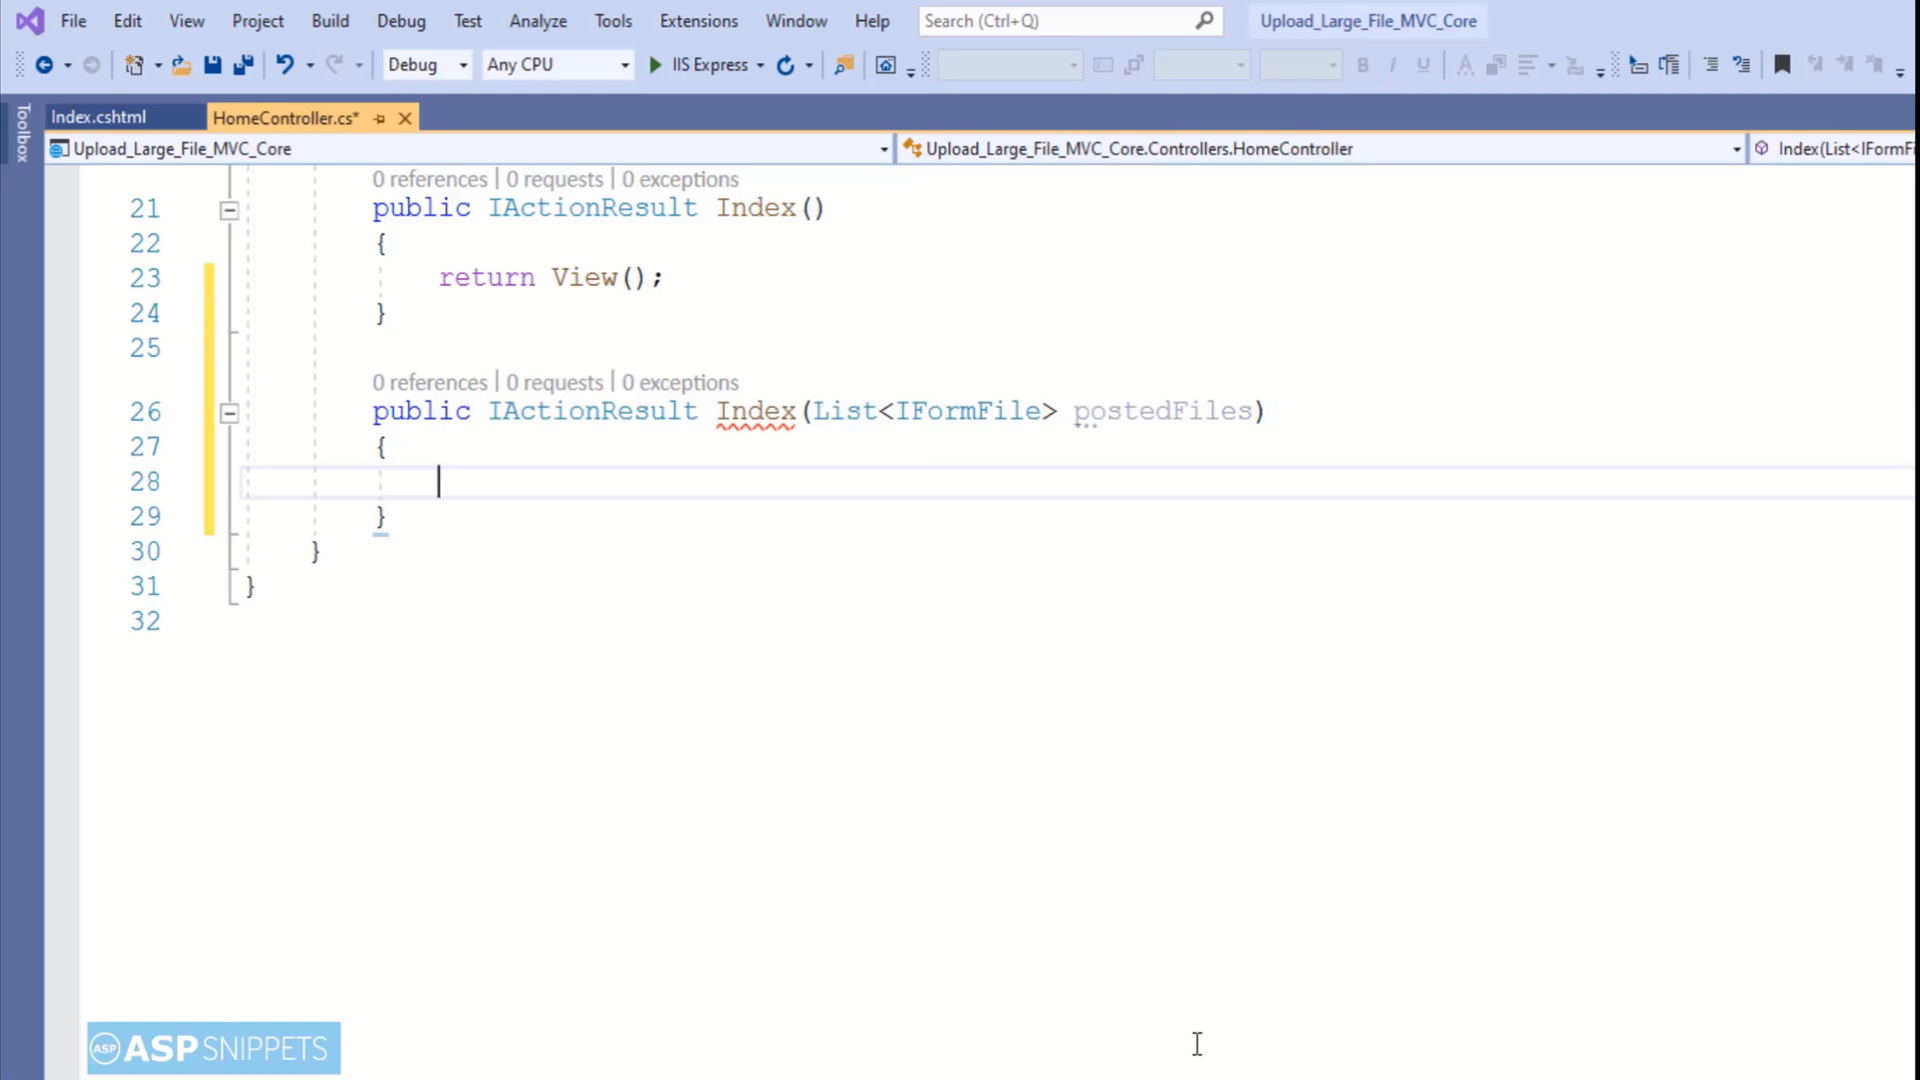 File Edit View Project Build Debug Test Analyze Tools Extensions Window Help Search (Ctrl+Q) Upload_Large_File_MVC_Core
Debug Any CPU IIS Express
Toolbox
Index.cshtml HomeController.cs*
Upload_Large_File_MVC_Core Upload_Large_File_MVC_Core.Controllers.HomeController Index(List<IFormFi
0 references | 0 requests | 0 exceptions
21 public IActionResult Index()
22 {
23 return View();
24 }
25
0 references | 0 requests | 0 exceptions
26 public IActionResult Index(List<IFormFile> postedFiles)
27 {
28
29 }
30 }
31 }
32
ASP ASPSNIPPETS